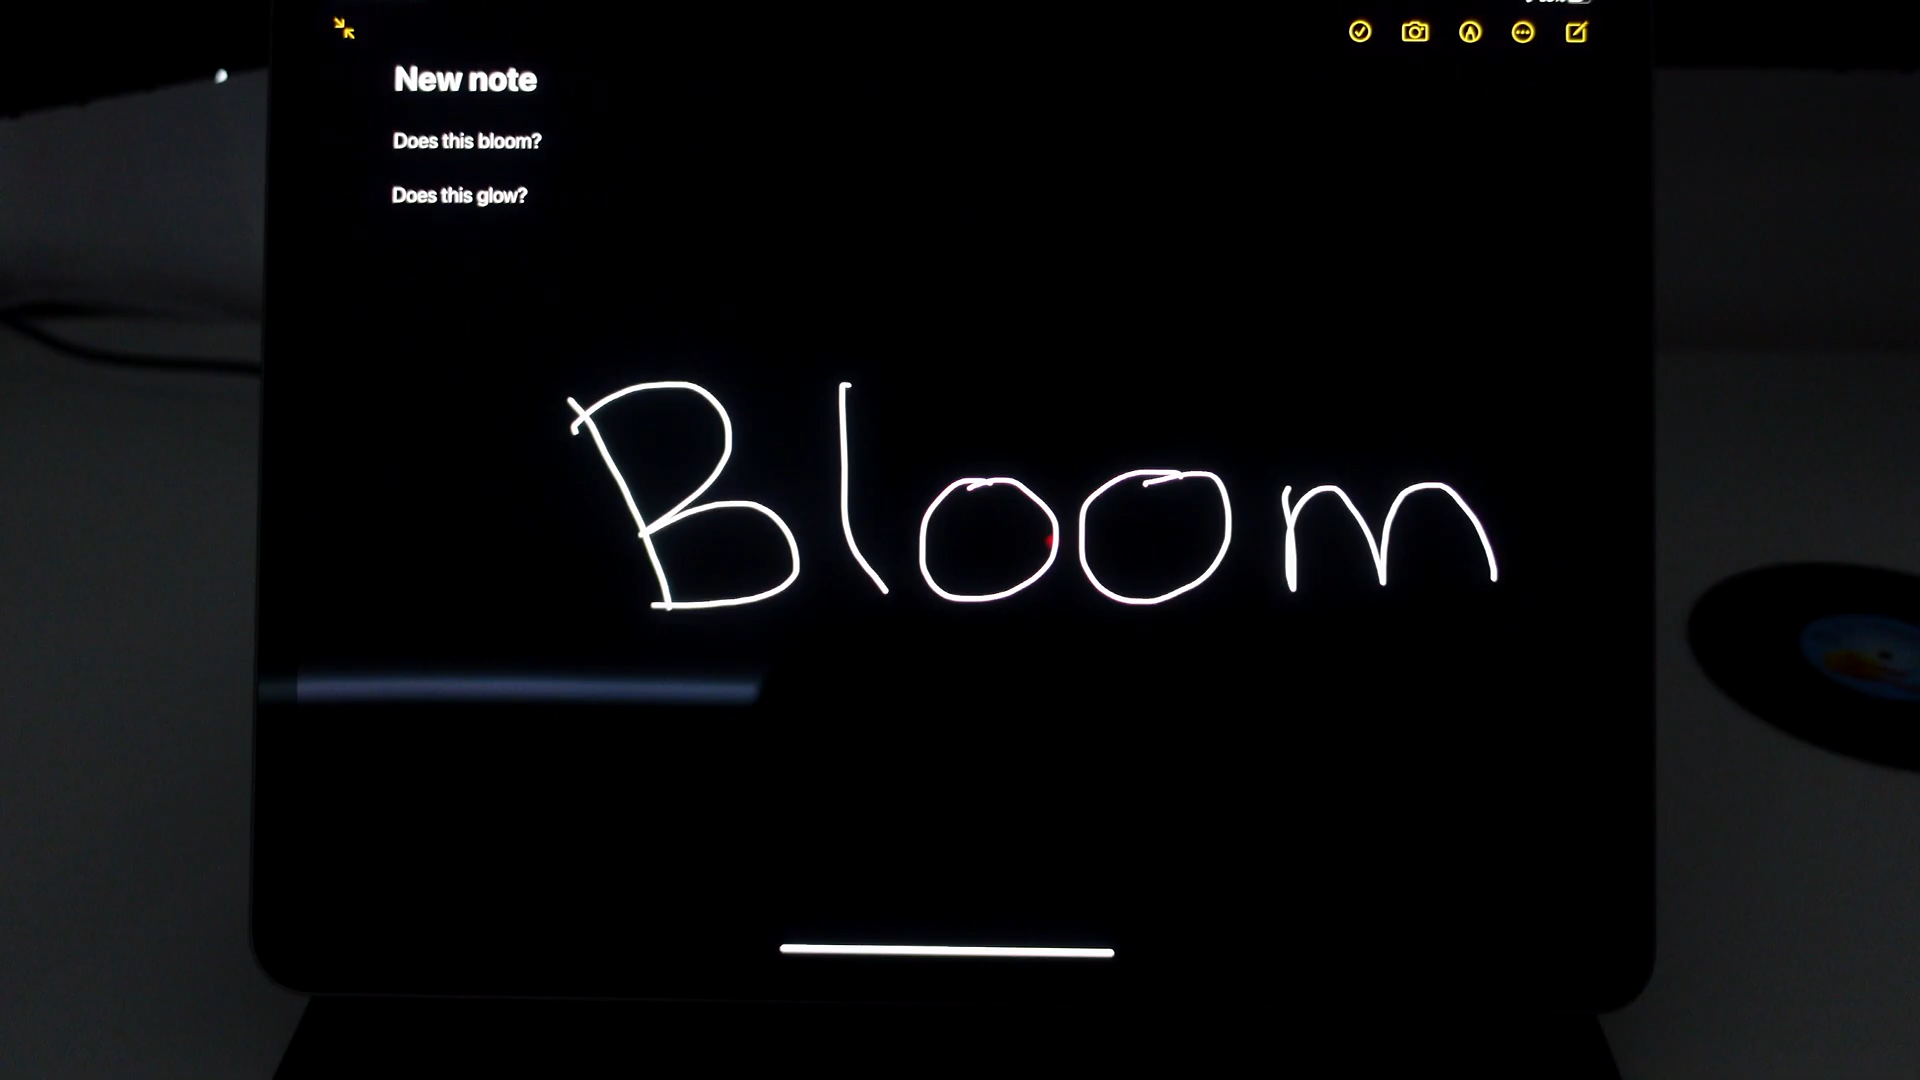 New note
Does this bloom?
Does this glow?
Bloom